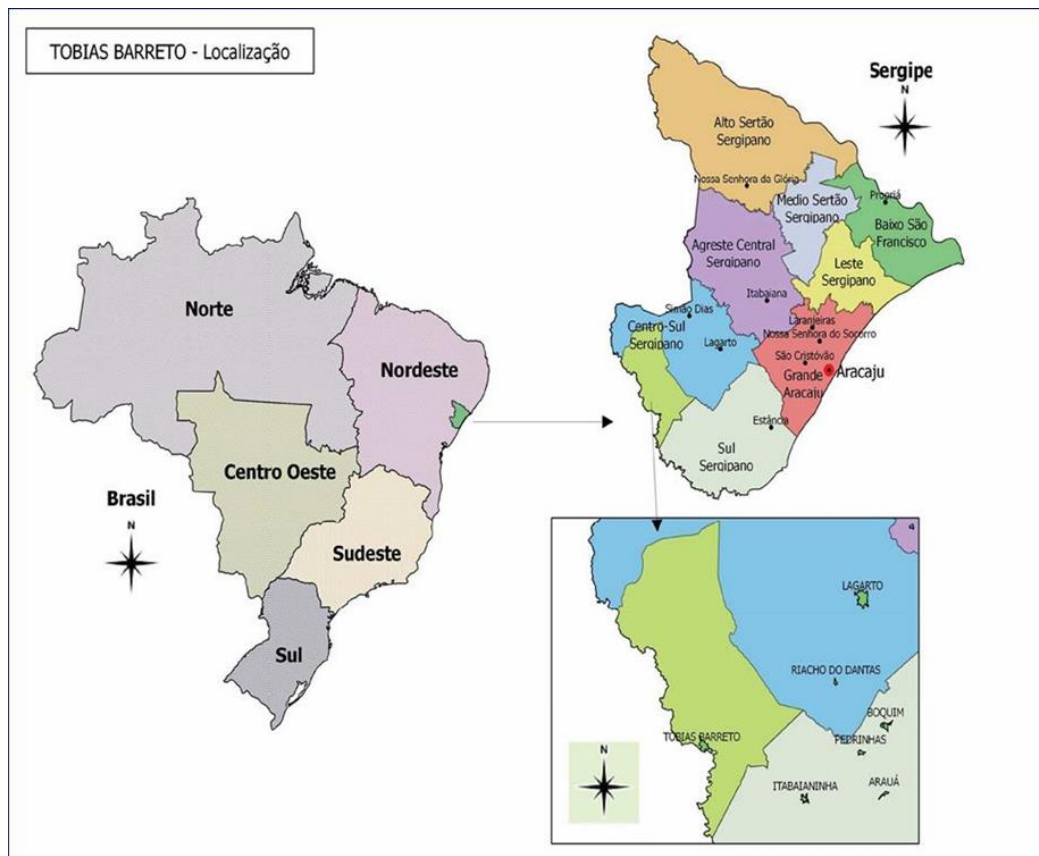 TOBIAS BARRETO - Localização
Brasil
N
Norte
Nordeste
Centro Oeste
Sudeste
Sul
Sergipe
N
Alto Sertão
Sergipano
Nossa Senhora da Glória
Medio Sertão
Sergipano
Propriá
Baixo São
Francisco
Agreste Central
Sergipano
Leste
Sergipano
Itabaiana
Simão Dias
Centro-Sul
Sergipano
Lagarto
Laranjeiras
Nossa Senhora do Socorro
São Cristóvão
Grande
Aracaju
Aracaju
Estância
Sul
Sergipano
4
LAGARTO
RIACHO DO DANTAS
BOQUIM
PEDRINHAS
TOBIAS BARRETO
ITABAIANINHA
ARAUÁ
N